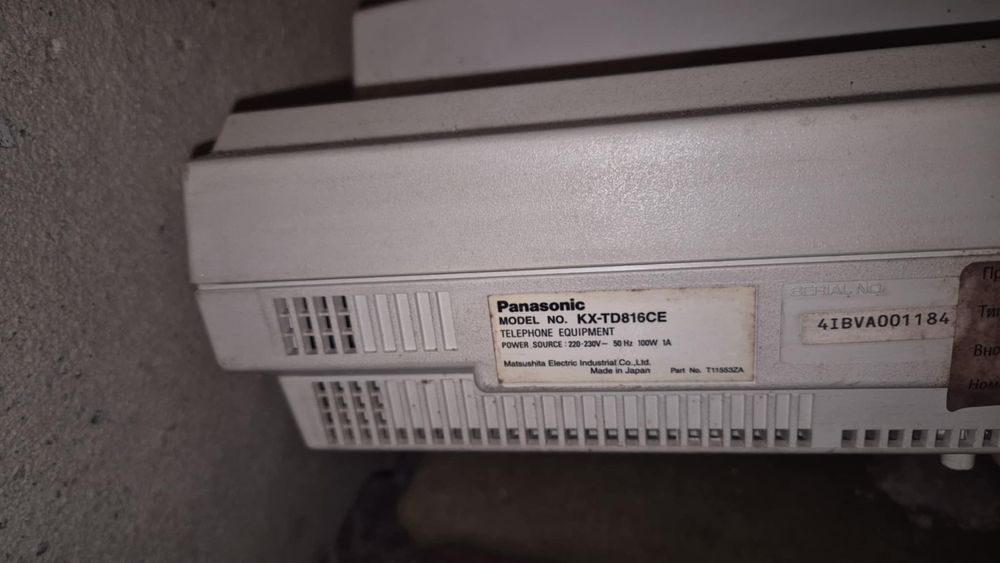 Panasonic
MODEL NO. KX-TD816CE
TELEPHONE EQUIPMENT
POWER SOURCE: 220-230V~ 50 Hz 100W 1A
Matsushita Electric Industrial Co., Ltd.
Made in Japan Part No. T11553ZA
SERIAL NO.
4IBVA001184